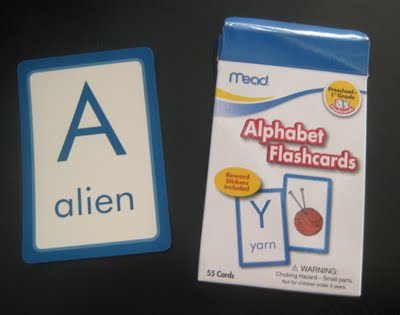 A
alien
Mead
Preschool-
1st Grade
Alphabet
Flashcards
Reward
Stickers
Included
Y
yarn
55 Cards
WARNING:
Choking Hazard – Small parts.
Not for children under 3 years.